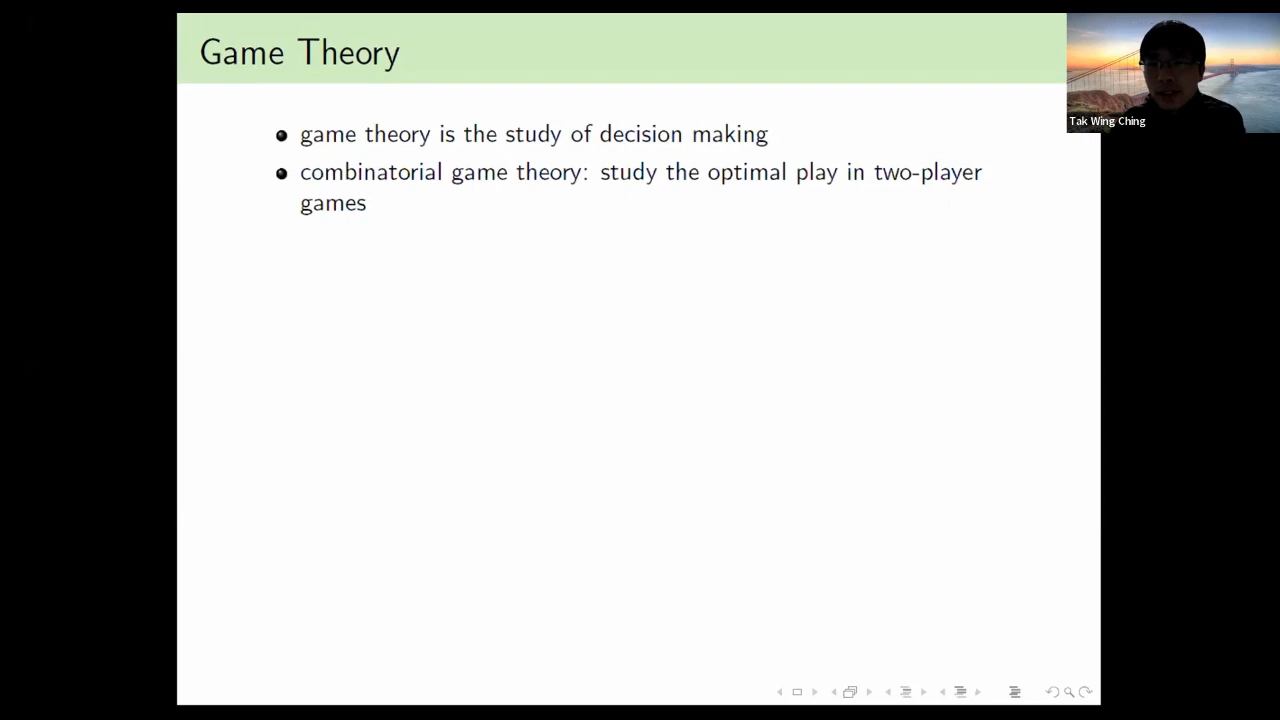 Game Theory
Tak Wing Ching
game theory is the study of decision making
combinatorial game theory: study the optimal play in two-player
games